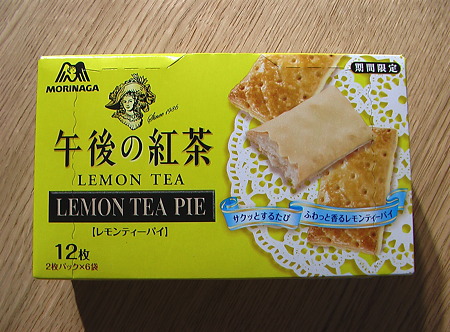 MORINAGA
期間限定
Since 1886
午後の紅茶
LEMON TEA
LEMON TEA PIE
【レモンティーパイ】
サクッとするたび
ふわっと香るレモンティーパイ
12枚
2枚パック×6袋